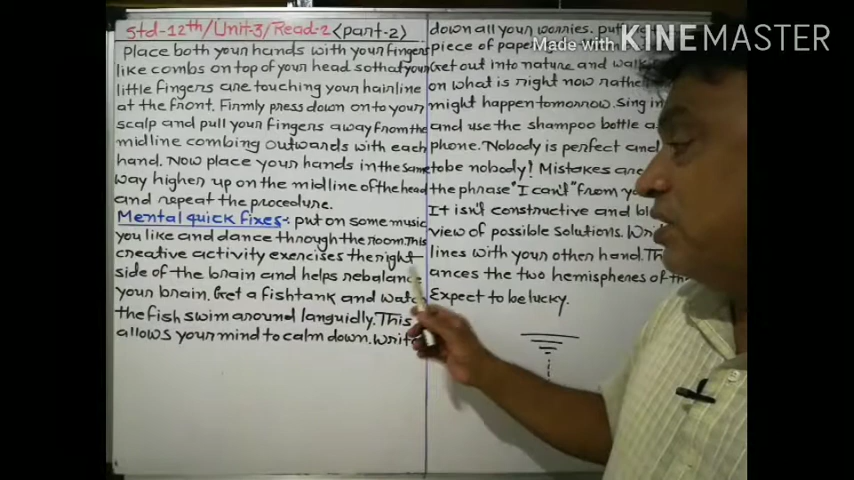 Std-12th/Unit-3/Read-2 <part-2>
Place both your hands with your fingers
like combs on top of your head so that your
little fingers are touching your hairline
at the front. Firmly press down on to your
scalp and pull your fingers away from the
midline combing outwards with each
hand. Now place your hands in the same
way higher up on the midline of the head
and repeat the procedure.
Mental quick fixes-: put on some music
you like and dance through the room. This
creative activity exercises the right
side of the brain and helps rebalance
your brain. Get a fishtank and watch
the fish swim around languidly. This
allows your mind to calm down. Write
down all your worries. put
piece of paper
Get out into nature and walk
on what is right now rathe
might happen tomorrow. Sing in
and use the shampoo bottle a
phone. Nobody is perfect and
to be nobody! Mistakes are
the phrase "I can't" from yo
It isn't constructive and bl
view of possible solutions. Wri
lines with your other hand. Th
ances the two hemispheres of th
Expect to be lucky.
Made with KINEMASTER